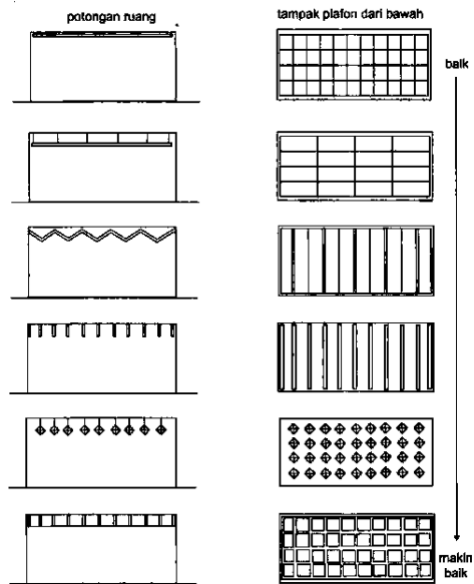 potongan ruang
tampak plafon dari bawah
baik
makin
baik